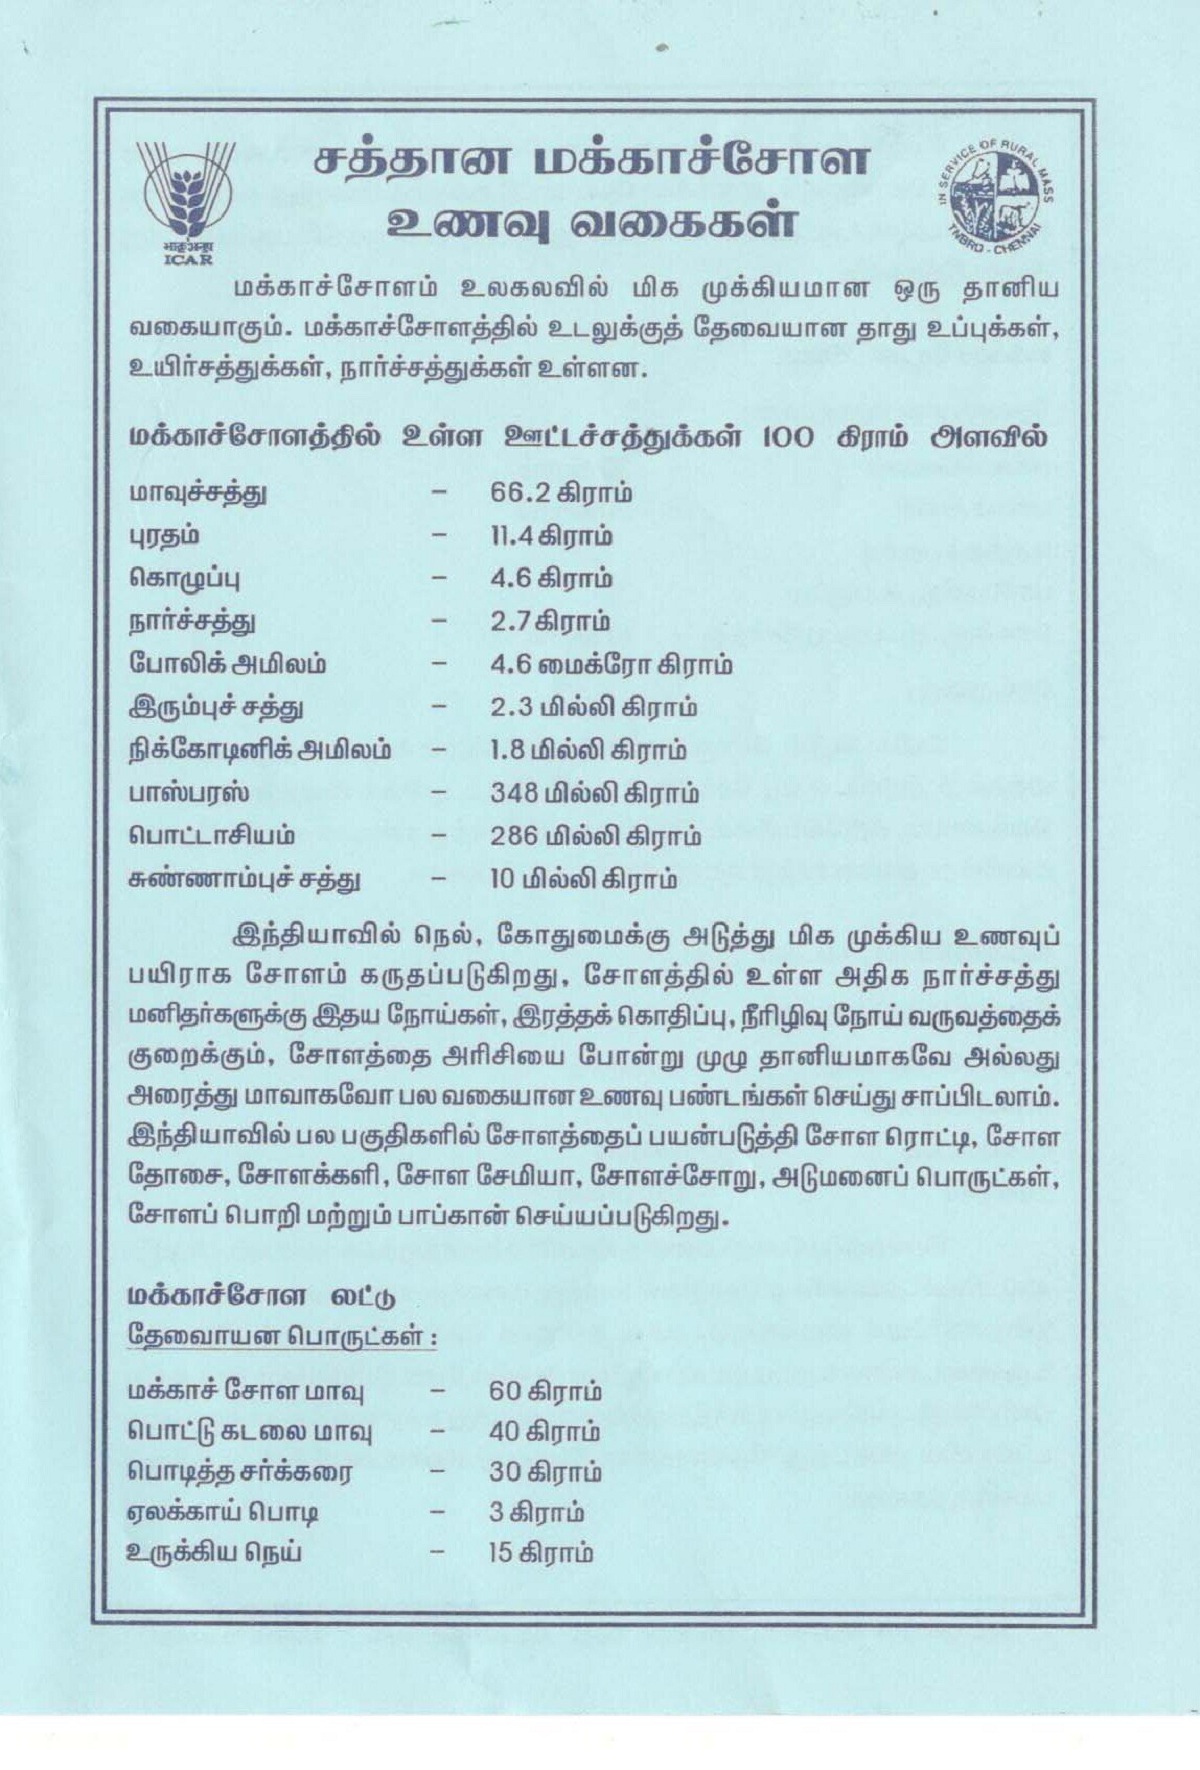 சத்தான மக்காச்சோள
உணவு வகைகள்
भाकृअनुप
ICAR
IN SERVICE OF RURAL MASS
TMBRD - CHENNAI
மக்காச்சோளம் உலகலவில் மிக முக்கியமான ஒரு தானிய
வகையாகும். மக்காச்சோளத்தில் உடலுக்குத் தேவையான தாது உப்புக்கள்,
உயிர்சத்துக்கள், நார்ச்சத்துக்கள் உள்ளன.
மக்காச்சோளத்தில் உள்ள ஊட்டச்சத்துக்கள் 100 கிராம் அளவில்
மாவுச்சத்து – 66.2 கிராம்
புரதம் – 11.4 கிராம்
கொழுப்பு – 4.6 கிராம்
நார்ச்சத்து – 2.7 கிராம்
போலிக் அமிலம் – 4.6 மைக்ரோ கிராம்
இரும்புச் சத்து – 2.3 மில்லி கிராம்
நிக்கோடினிக் அமிலம் – 1.8 மில்லி கிராம்
பாஸ்பரஸ் – 348 மில்லி கிராம்
பொட்டாசியம் – 286 மில்லி கிராம்
சுண்ணாம்புச் சத்து – 10 மில்லி கிராம்
இந்தியாவில் நெல், கோதுமைக்கு அடுத்து மிக முக்கிய உணவுப்
பயிராக சோளம் கருதப்படுகிறது, சோளத்தில் உள்ள அதிக நார்ச்சத்து
மனிதர்களுக்கு இதய நோய்கள், இரத்தக் கொதிப்பு, நீரிழிவு நோய் வருவத்தைக்
குறைக்கும், சோளத்தை அரிசியை போன்று முழு தானியமாகவே அல்லது
அரைத்து மாவாகவோ பல வகையான உணவு பண்டங்கள் செய்து சாப்பிடலாம்.
இந்தியாவில் பல பகுதிகளில் சோளத்தைப் பயன்படுத்தி சோள ரொட்டி, சோள
தோசை, சோளக்களி, சோள சேமியா, சோளச்சோறு, அடுமனைப் பொருட்கள்,
சோளப் பொறி மற்றும் பாப்கான் செய்யப்படுகிறது.
மக்காச்சோள லட்டு
தேவைாயன பொருட்கள் :
மக்காச் சோள மாவு – 60 கிராம்
பொட்டு கடலை மாவு – 40 கிராம்
பொடித்த சர்க்கரை – 30 கிராம்
ஏலக்காய் பொடி – 3 கிராம்
உருக்கிய நெய் – 15 கிராம்